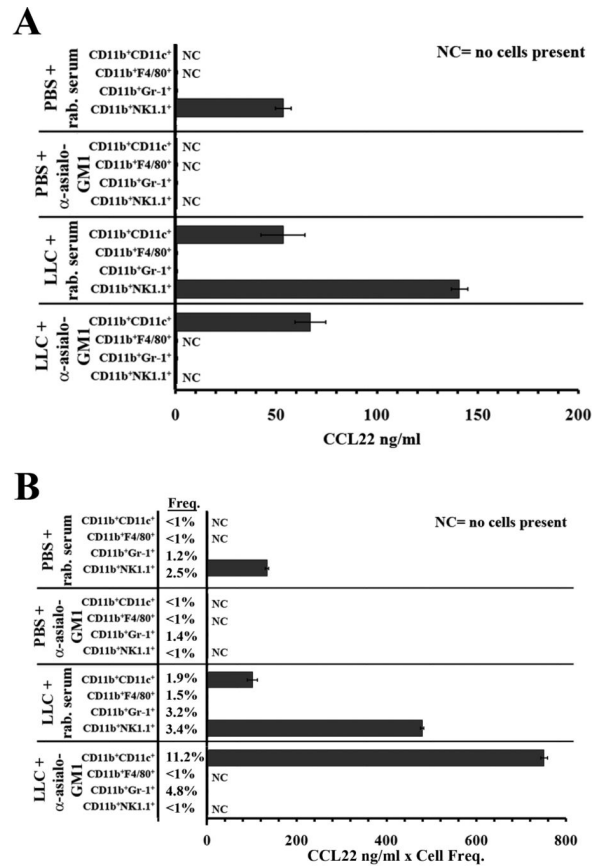 A
NC= no cells present
PBS +
rab. serum
CD11b⁺CD11c⁺ NC
CD11b⁺F4/80⁺ NC
CD11b⁺Gr-1⁺
CD11b⁺NK1.1⁺
PBS +
α-asialo-
GM1
CD11b⁺CD11c⁺ NC
CD11b⁺F4/80⁺ NC
CD11b⁺Gr-1⁺
CD11b⁺NK1.1⁺ NC
LLC +
rab. serum
CD11b⁺CD11c⁺
CD11b⁺F4/80⁺
CD11b⁺Gr-1⁺
CD11b⁺NK1.1⁺
LLC +
α-asialo-
GM1
CD11b⁺CD11c⁺
CD11b⁺F4/80⁺ NC
CD11b⁺Gr-1⁺
CD11b⁺NK1.1⁺ NC
0 50 100 150 200
CCL22 ng/ml
B
Freq.
NC= no cells present
PBS +
rab. serum
CD11b⁺CD11c⁺ <1% NC
CD11b⁺F4/80⁺ <1% NC
CD11b⁺Gr-1⁺ 1.2%
CD11b⁺NK1.1⁺ 2.5%
PBS +
α-asialo-
GM1
CD11b⁺CD11c⁺ <1% NC
CD11b⁺F4/80⁺ <1% NC
CD11b⁺Gr-1⁺ 1.4%
CD11b⁺NK1.1⁺ <1% NC
LLC +
rab. serum
CD11b⁺CD11c⁺ 1.9%
CD11b⁺F4/80⁺ 1.5%
CD11b⁺Gr-1⁺ 3.2%
CD11b⁺NK1.1⁺ 3.4%
LLC +
α-asialo-
GM1
CD11b⁺CD11c⁺ 11.2%
CD11b⁺F4/80⁺ <1% NC
CD11b⁺Gr-1⁺ 4.8%
CD11b⁺NK1.1⁺ <1% NC
0 200 400 600 800
CCL22 ng/ml x Cell Freq.